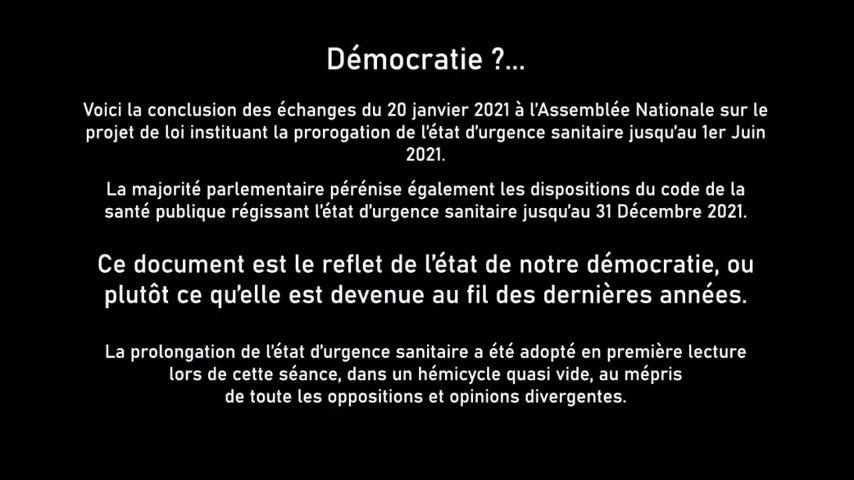 Démocratie ?...
Voici la conclusion des échanges du 20 janvier 2021 à l'Assemblée Nationale sur le
projet de loi instituant la prorogation de l'état d'urgence sanitaire jusqu'au 1er Juin
2021.
La majorité parlementaire pérénise également les dispositions du code de la
santé publique régissant l'état d'urgence sanitaire jusqu'au 31 Décembre 2021.
Ce document est le reflet de l'état de notre démocratie, ou
plutôt ce qu'elle est devenue au fil des dernières années.
La prolongation de l'état d'urgence sanitaire a été adopté en première lecture
lors de cette séance, dans un hémicycle quasi vide, au mépris
de toute les oppositions et opinions divergentes.